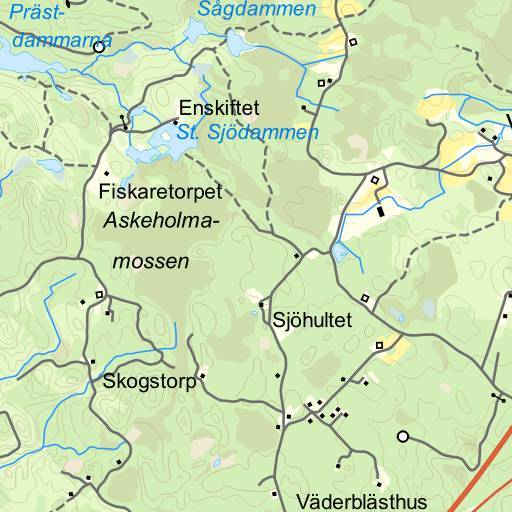 Sågdammen
Präst-
dammarna
Enskiftet
St. Sjödammen
V
Fiskaretorpet
Askeholma-
mossen
Sjöhultet
Skogstorp
Väderblästhus